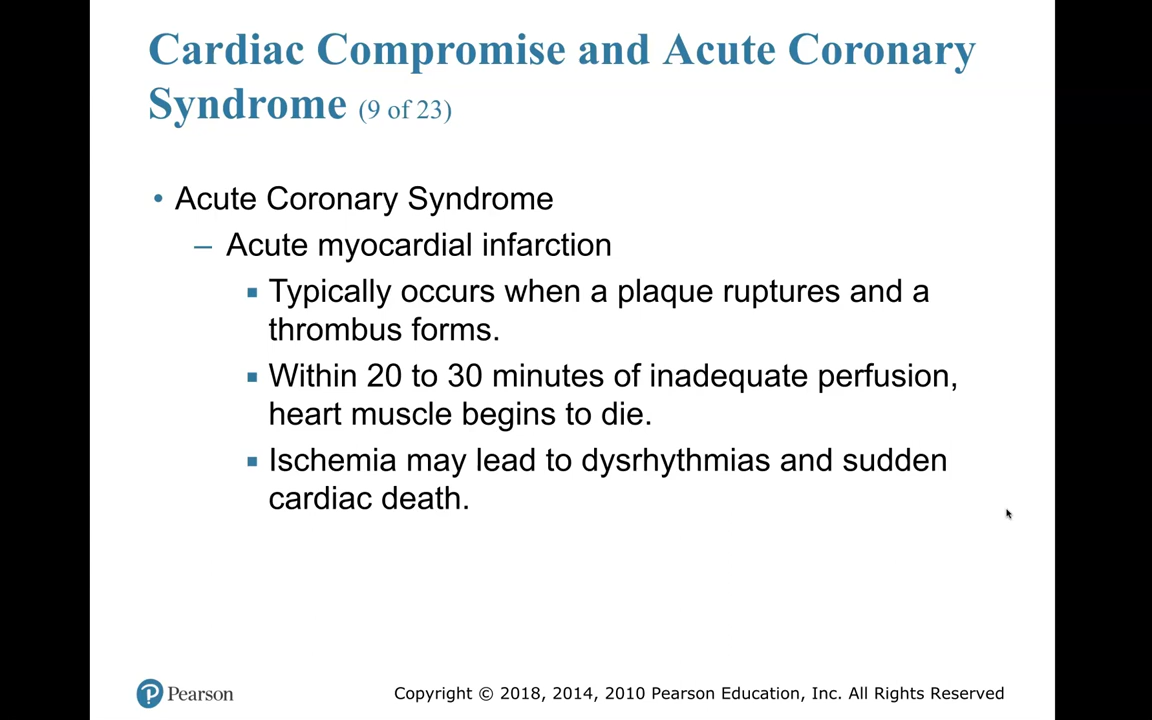 Cardiac Compromise and Acute Coronary
Syndrome (9 of 23)
• Acute Coronary Syndrome
– Acute myocardial infarction
▪ Typically occurs when a plaque ruptures and a
thrombus forms.
▪ Within 20 to 30 minutes of inadequate perfusion,
heart muscle begins to die.
▪ Ischemia may lead to dysrhythmias and sudden
cardiac death.
Pearson
Copyright © 2018, 2014, 2010 Pearson Education, Inc. All Rights Reserved